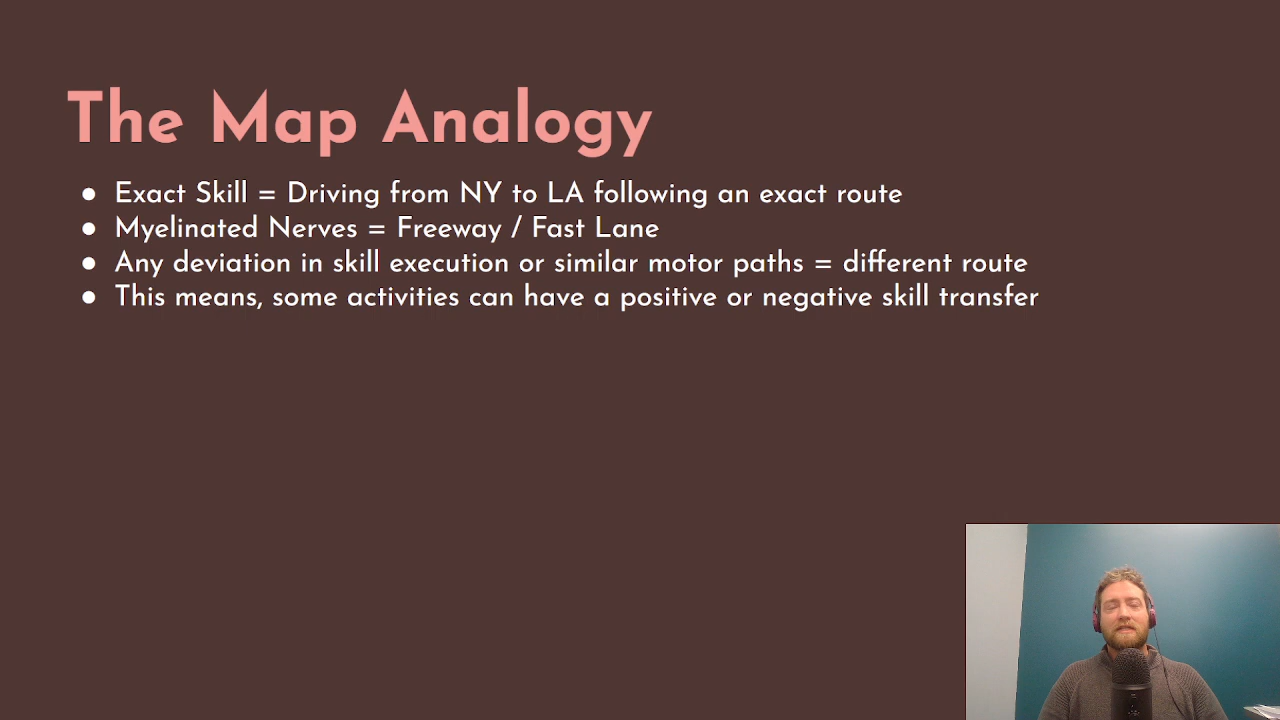 The Map Analogy
● Exact Skill = Driving from NY to LA following an exact route
● Myelinated Nerves = Freeway / Fast Lane
● Any deviation in skill execution or similar motor paths = different route
● This means, some activities can have a positive or negative skill transfer